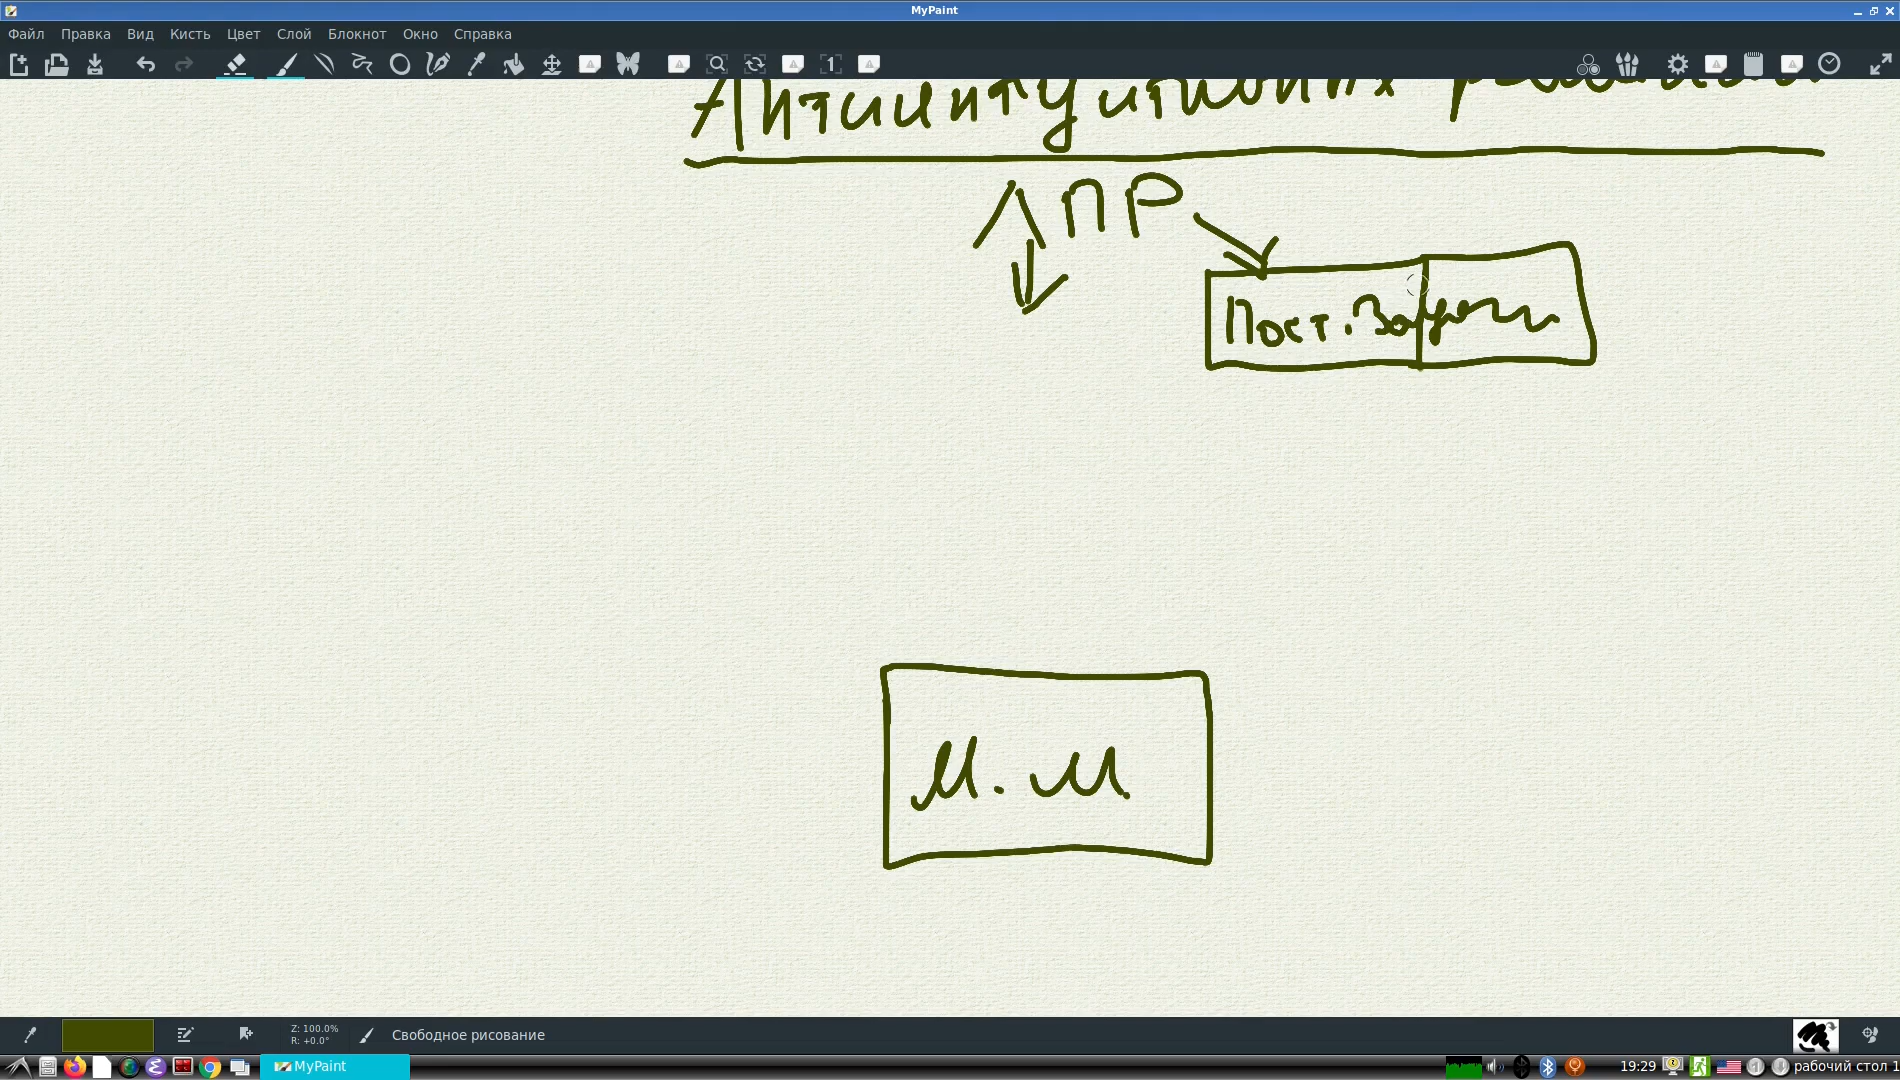 MyPaint
Файл Правка Вид Кисть Цвет Слой Блокнот Окно Справка
ЛПР
Пост. Задачи
М. М.
Z: 100.0%
R: +0.0°
Свободное рисование
MyPaint
19:29
рабочий стол 1